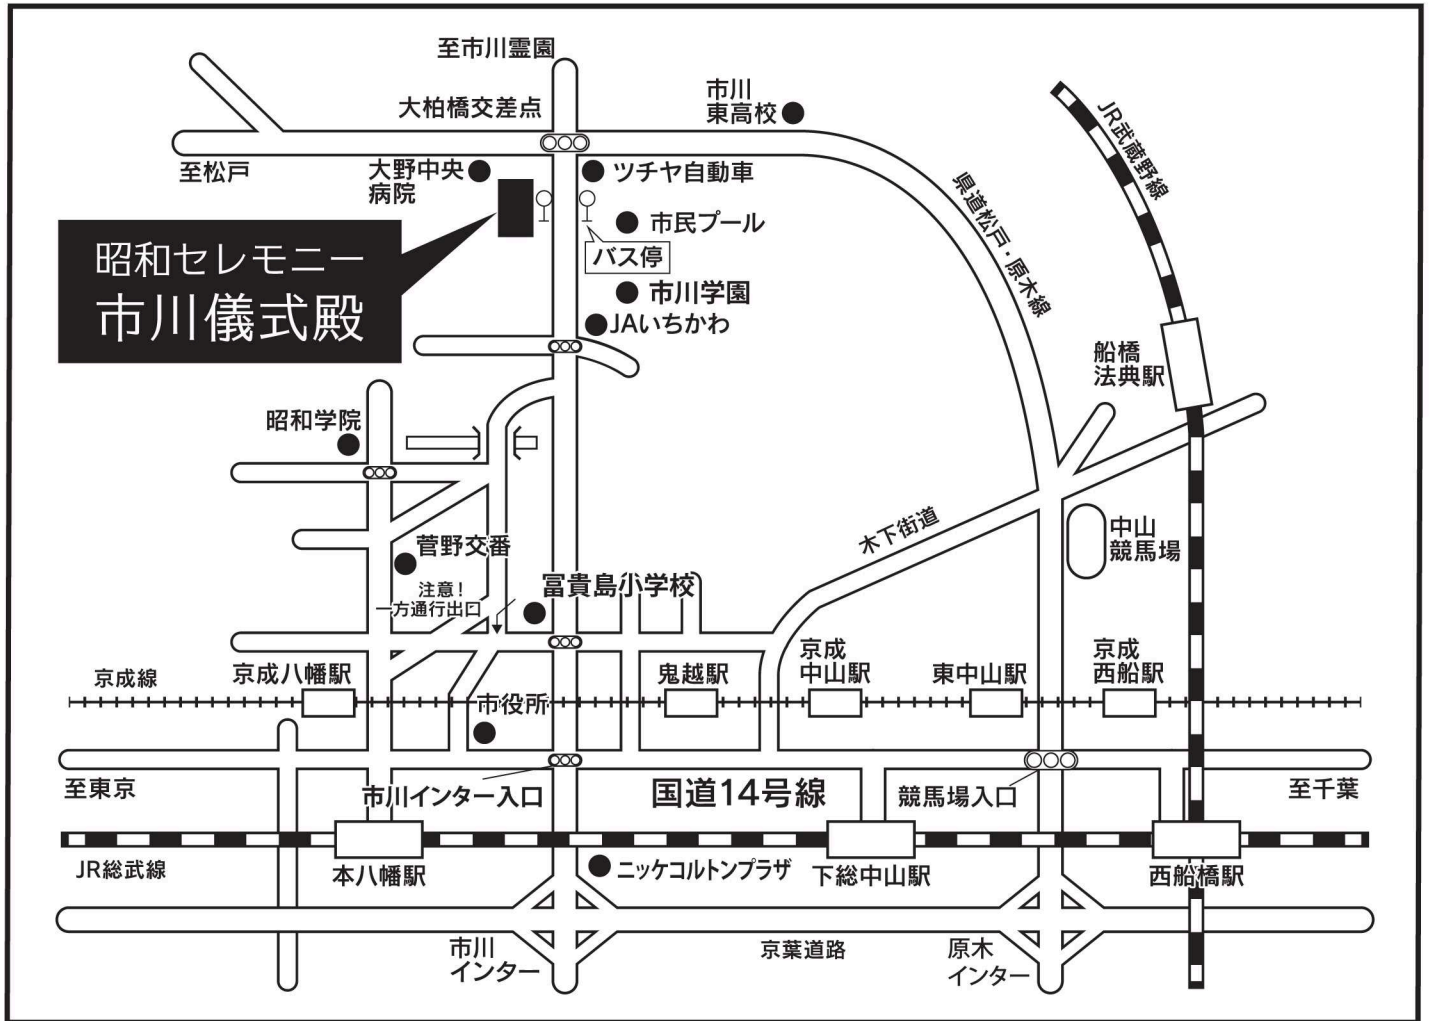 至市川霊園
大柏橋交差点
市川
東高校
JR武蔵野線
至松戸
大野中央
病院
ツチヤ自動車
県道松戸・原木線
市民プール
バス停
昭和セレモニー
市川儀式殿
市川学園
JAいちかわ
船橋
法典駅
昭和学院
木下街道
中山
競馬場
菅野交番
注意！
一方通行出口
冨貴島小学校
京成線
京成八幡駅
市役所
鬼越駅
京成
中山駅
東中山駅
京成
西船駅
至東京
市川インター入口
国道14号線
競馬場入口
至千葉
JR総武線
本八幡駅
ニッケコルトンプラザ
下総中山駅
西船橋駅
市川
インター
京葉道路
原木
インター